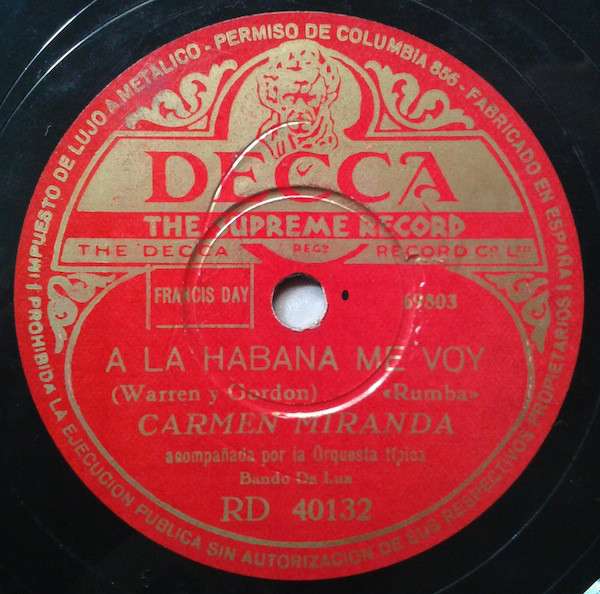 ! IMPUESTO DE LUJO A METALICO - PERMISO DE COLUMBIA 856 - FABRICADO EN ESPAÑA !
DECCA
THE SUPREME RECORD
THE DECCA REGD RECORD Co LTD
FRANCIS DAY
69803
A LA HABANA ME VOY
(Warren y Gordon) «Rumba»
CARMEN MIRANDA
acompañada por la Orquesta típica
Bando Da Lua
RD 40132
! PROHIBIDA LA EJECUCION PUBLICA SIN AUTORIZACION DE SUS RESPECTIVOS PROPIETARIOS !